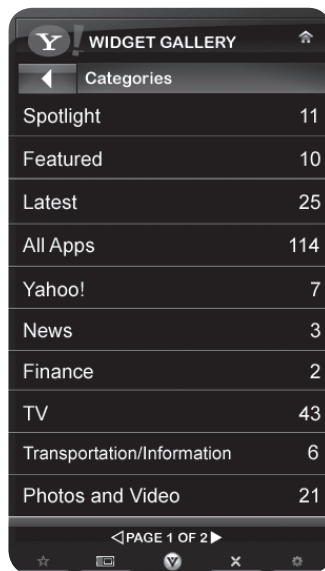 Y! WIDGET GALLERY
Categories
Spotlight 11
Featured 10
Latest 25
All Apps 114
Yahoo! 7
News 3
Finance 2
TV 43
Transportation/Information 6
Photos and Video 21
PAGE 1 OF 2